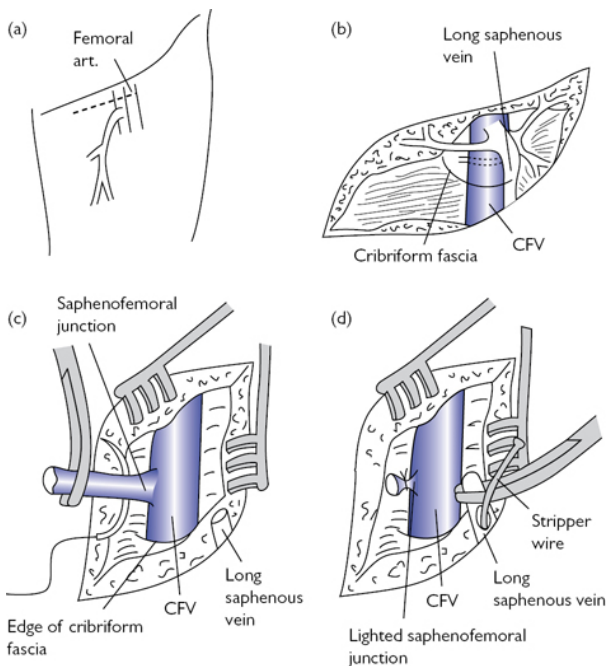 (a)
Femoral
art.
(b)
Long saphenous
vein
Cribriform fascia
CFV
(c)
Saphenofemoral
junction
Edge of cribriform
fascia
CFV
Long
saphenous
vein
(d)
Stripper
wire
CFV
Long
saphenous vein
Lighted saphenofemoral
junction